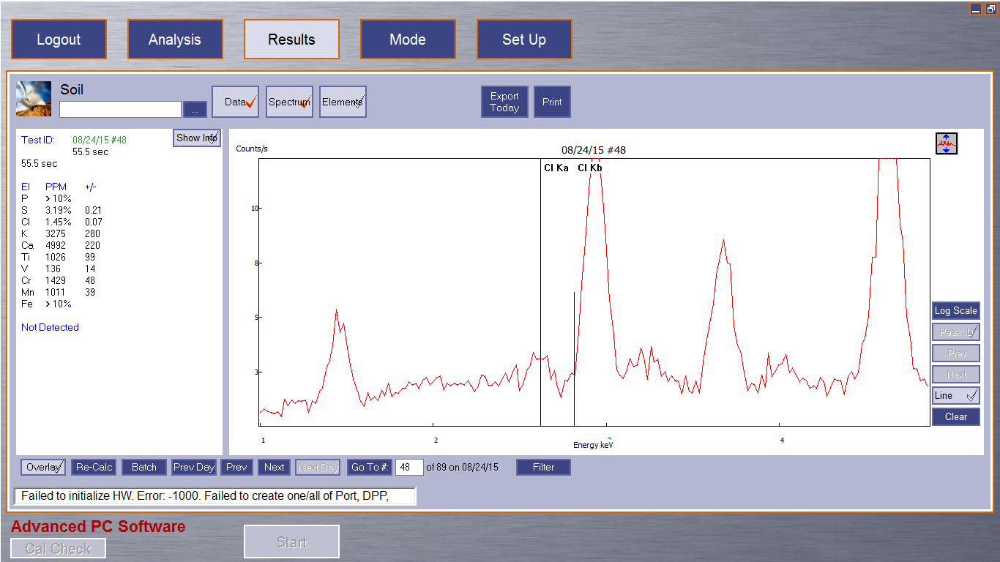 Logout Analysis Results Mode Set Up
Soil
... Data Spectrum Elements Export Today Print
Test ID: 08/24/15 #48 Show Info
55.5 sec
55.5 sec
El PPM +/-
P > 10%
S 3.19% 0.21
Cl 1.45% 0.07
K 3275 280
Ca 4992 220
Ti 1026 99
V 136 14
Cr 1429 48
Mn 1011 39
Fe > 10%
Not Detected
Counts/s
08/24/15 #48
Cl Ka Cl Kb
10
8
5
3
1 2 3 4
Energy keV
Log Scale
Peak ID
Prev
Next
Line
Clear
Overlay Re-Calc Batch Prev Day Prev Next Next Day Go To #: 48 of 89 on 08/24/15 Filter
Failed to initialize HW. Error: -1000. Failed to create one/all of Port, DPP,
Advanced PC Software
Cal Check Start